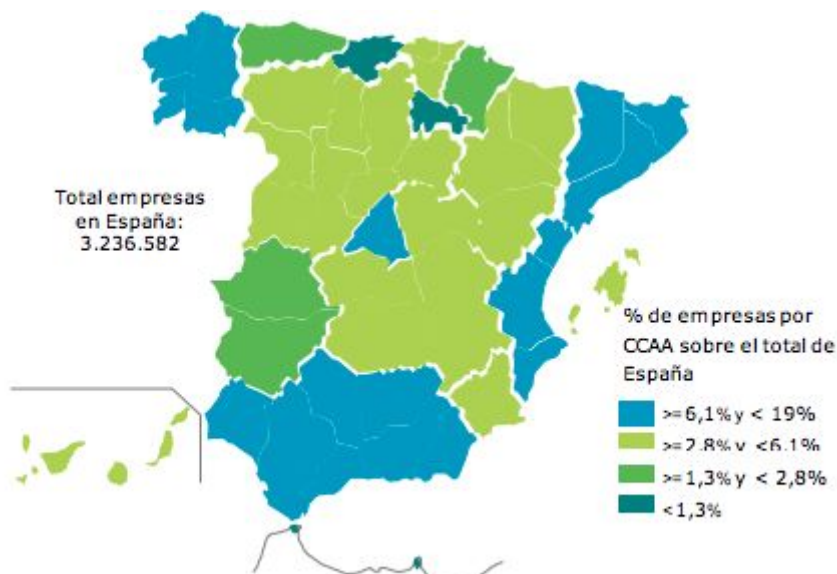 Total empresas
en España:
3.236.582
% de empresas por
CCAA sobre el total de
España
>=6,1% y < 19%
>=2,8% y <6,1%
>=1,3% y < 2,8%
<1,3%